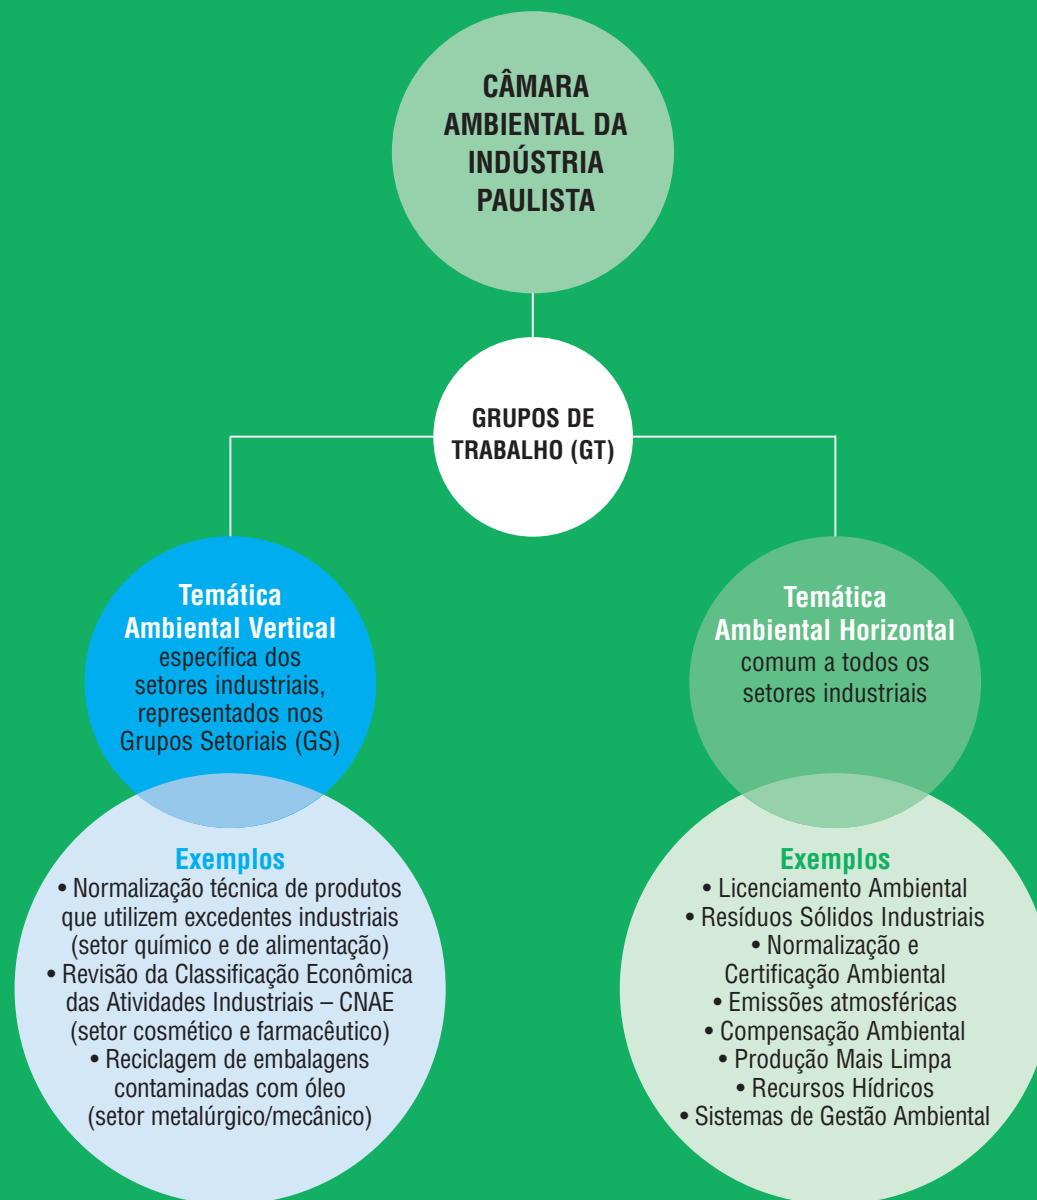 CÂMARA
AMBIENTAL DA
INDÚSTRIA
PAULISTA
GRUPOS DE
TRABALHO (GT)
Temática
Ambiental Vertical
específica dos
setores industriais,
representados nos
Grupos Setoriais (GS)
Exemplos
• Normalização técnica de produtos
que utilizem excedentes industriais
(setor químico e de alimentação)
• Revisão da Classificação Econômica
das Atividades Industriais – CNAE
(setor cosmético e farmacêutico)
• Reciclagem de embalagens
contaminadas com óleo
(setor metalúrgico/mecânico)
Temática
Ambiental Horizontal
comum a todos os
setores industriais
Exemplos
• Licenciamento Ambiental
• Resíduos Sólidos Industriais
• Normalização e
Certificação Ambiental
• Emissões atmosféricas
• Compensação Ambiental
• Produção Mais Limpa
• Recursos Hídricos
• Sistemas de Gestão Ambiental